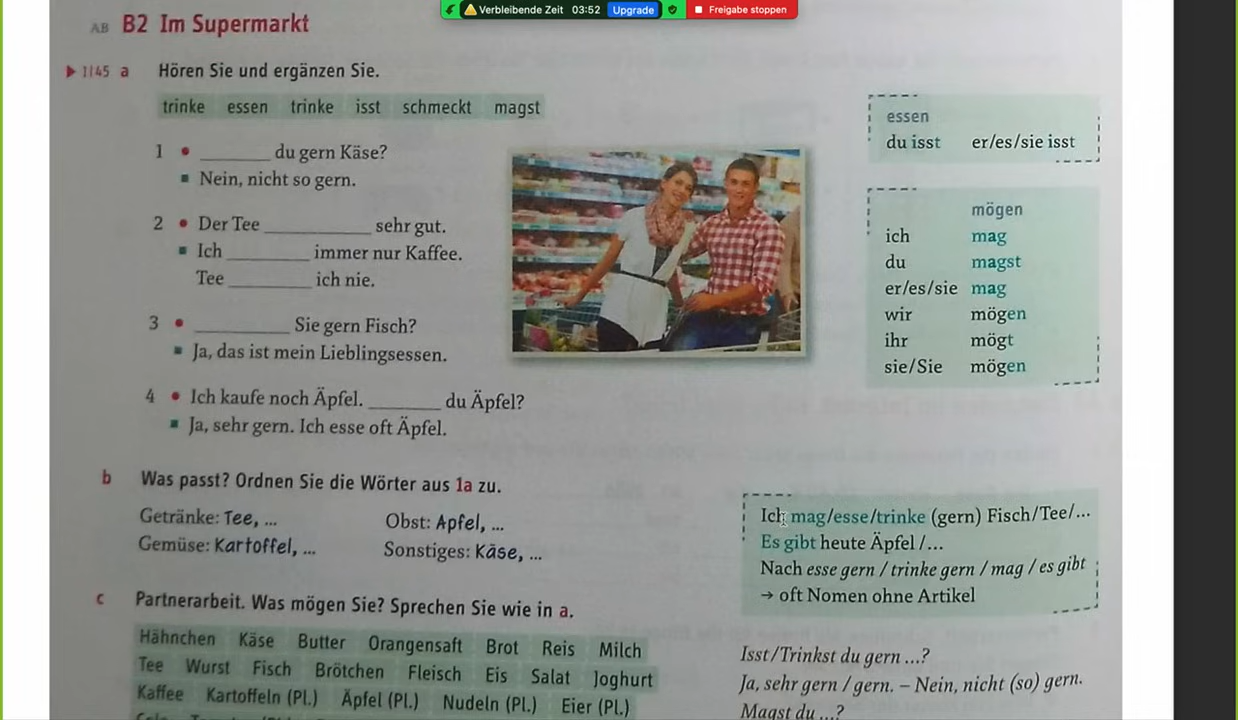 Verbleibende Zeit 03:52 Upgrade Freigabe stoppen
AB B2 Im Supermarkt
1|45 a Hören Sie und ergänzen Sie.
trinke essen trinke isst schmeckt magst
1 • ______ du gern Käse?
▪ Nein, nicht so gern.
2 • Der Tee ______ sehr gut.
▪ Ich ______ immer nur Kaffee.
Tee ______ ich nie.
3 • ______ Sie gern Fisch?
▪ Ja, das ist mein Lieblingsessen.
4 • Ich kaufe noch Äpfel. ______ du Äpfel?
▪ Ja, sehr gern. Ich esse oft Äpfel.
essen
du isst er/es/sie isst
mögen
ich mag
du magst
er/es/sie mag
wir mögen
ihr mögt
sie/Sie mögen
b Was passt? Ordnen Sie die Wörter aus 1a zu.
Getränke: Tee, ... Obst: Apfel, ...
Gemüse: Kartoffel, ... Sonstiges: Käse, ...
Ich mag/esse/trinke (gern) Fisch/Tee/...
Es gibt heute Äpfel /...
Nach esse gern / trinke gern / mag / es gibt
→ oft Nomen ohne Artikel
c Partnerarbeit. Was mögen Sie? Sprechen Sie wie in a.
Hähnchen Käse Butter Orangensaft Brot Reis Milch
Tee Wurst Fisch Brötchen Fleisch Eis Salat Joghurt
Kaffee Kartoffeln (Pl.) Äpfel (Pl.) Nudeln (Pl.) Eier (Pl.)
Isst/Trinkst du gern ...?
Ja, sehr gern / gern. – Nein, nicht (so) gern.
Magst du ...?